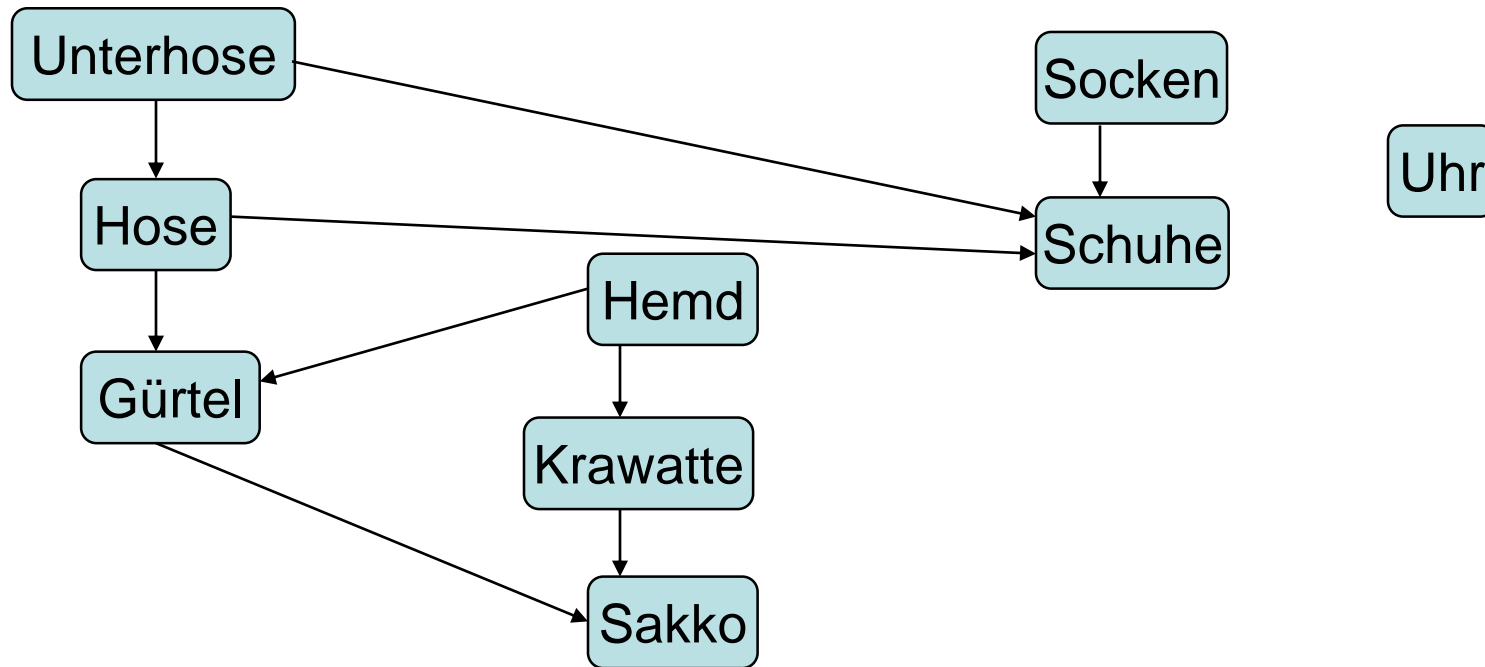 Unterhose
Socken
Uhr
Hose
Schuhe
Hemd
Gürtel
Krawatte
Sakko